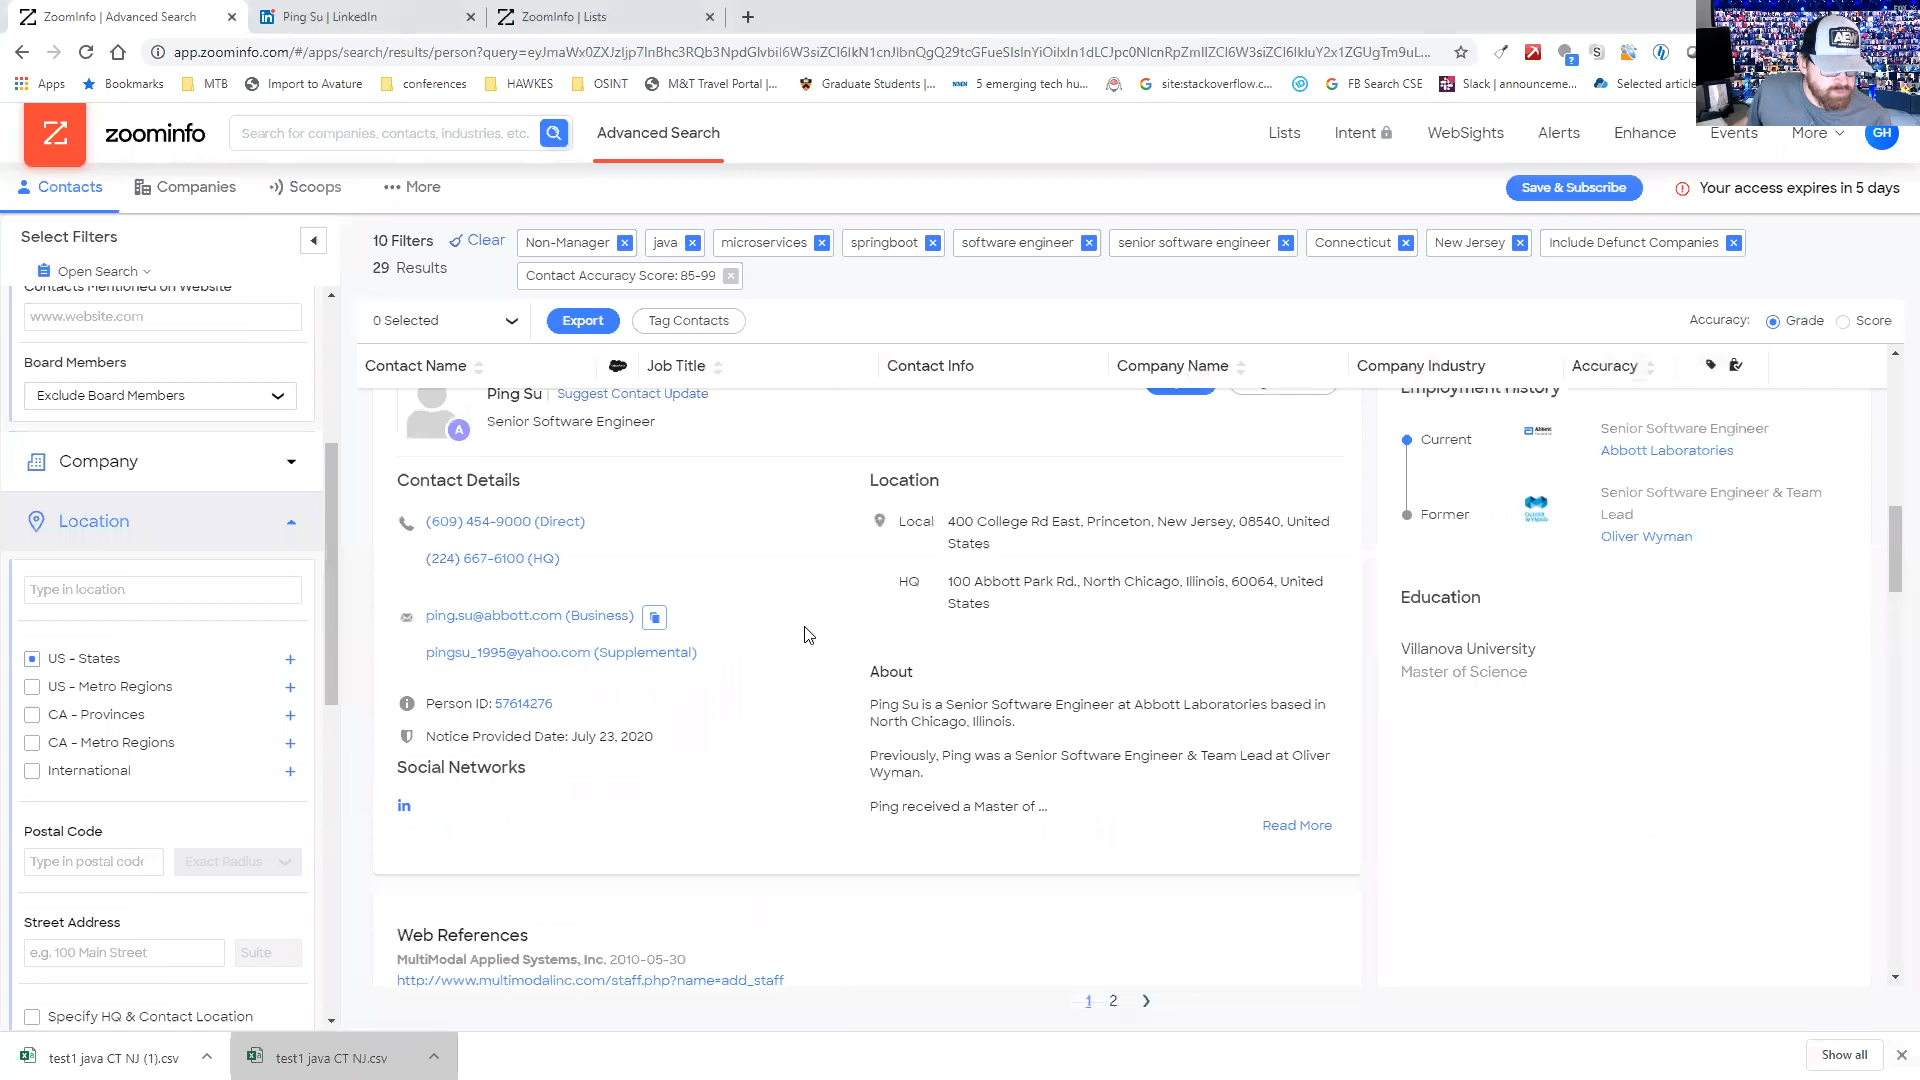 ZoomInfo | Advanced Search
Ping Su | LinkedIn
ZoomInfo | Lists
app.zoominfo.com/#/apps/search/results/person?query=
Apps
Bookmarks
MTB
Import to Avature
conferences
HAWKES
OSINT
M&T Travel Portal |...
Graduate Students |...
5 emerging tech hu...
site:stackoverflow.c...
FB Search CSE
Slack | announceme...
Selected article
zoominfo
Search for companies, contacts, industries, etc.
Advanced Search
Lists
Intent
WebSights
Alerts
Enhance
Events
More
GH
Contacts
Companies
Scoops
More
Save & Subscribe
Your access expires in 5 days
Select Filters
Open Search
Contacts Mentioned on Website
www.website.com
Board Members
Exclude Board Members
Company
Location
Type in location
US - States
US - Metro Regions
CA - Provinces
CA - Metro Regions
International
Postal Code
Type in postal code
Exact Radius
Street Address
e.g. 100 Main Street
Suite
Specify HQ & Contact Location
10 Filters
Clear
29 Results
Non-Manager
java
microservices
springboot
software engineer
senior software engineer
Connecticut
New Jersey
Include Defunct Companies
Contact Accuracy Score: 85-99
0 Selected
Export
Tag Contacts
Accuracy:
Grade
Score
Contact Name
Job Title
Contact Info
Company Name
Company Industry
Accuracy
A
Ping Su
Suggest Contact Update
Senior Software Engineer
Contact Details
(609) 454-9000 (Direct)
(224) 667-6100 (HQ)
ping.su@abbott.com (Business)
pingsu_1995@yahoo.com (Supplemental)
Person ID: 57614276
Notice Provided Date: July 23, 2020
Social Networks
in
Location
Local
400 College Rd East, Princeton, New Jersey, 08540, United
States
HQ
100 Abbott Park Rd., North Chicago, Illinois, 60064, United
States
About
Ping Su is a Senior Software Engineer at Abbott Laboratories based in
North Chicago, Illinois.
Previously, Ping was a Senior Software Engineer & Team Lead at Oliver
Wyman.
Ping received a Master of ...
Read More
Employment History
Current
Abbott
Senior Software Engineer
Abbott Laboratories
Former
OLIVER
WYMAN
Senior Software Engineer & Team
Lead
Oliver Wyman
Education
Villanova University
Master of Science
Web References
MultiModal Applied Systems, Inc. 2010-05-30
http://www.multimodalinc.com/staff.php?name=add_staff
1
2
test1 java CT NJ (1).csv
test1 java CT NJ.csv
Show all